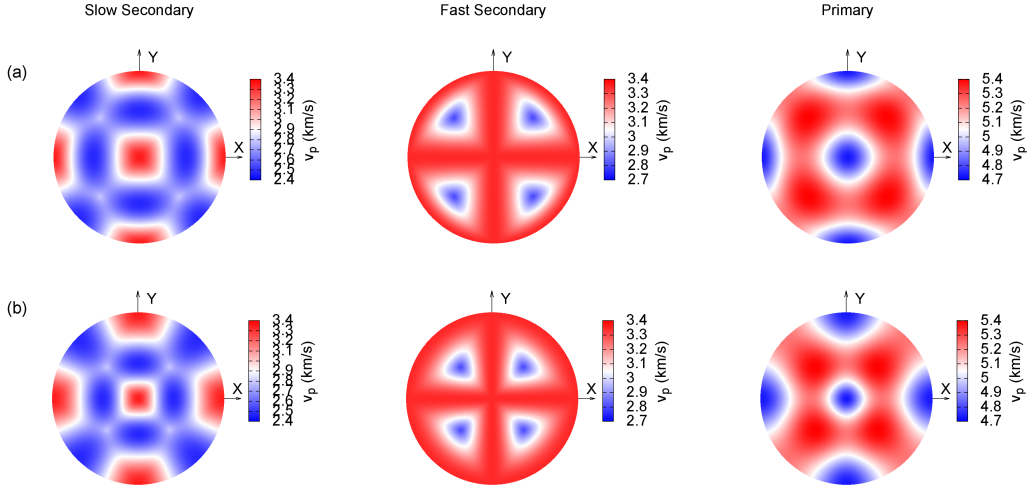 Slow Secondary
Fast Secondary
Primary
(a)
Y
X
3.4
3.3
3.2
3.1
3
2.9
2.8
2.7
2.6
2.5
2.4
vp (km/s)
Y
X
3.4
3.3
3.2
3.1
3
2.9
2.8
2.7
vp (km/s)
Y
X
5.4
5.3
5.2
5.1
5
4.9
4.8
4.7
vp (km/s)
(b)
Y
X
3.4
3.3
3.2
3.1
3
2.9
2.8
2.7
2.6
2.5
2.4
vp (km/s)
Y
X
3.4
3.3
3.2
3.1
3
2.9
2.8
2.7
vp (km/s)
Y
X
5.4
5.3
5.2
5.1
5
4.9
4.8
4.7
vp (km/s)